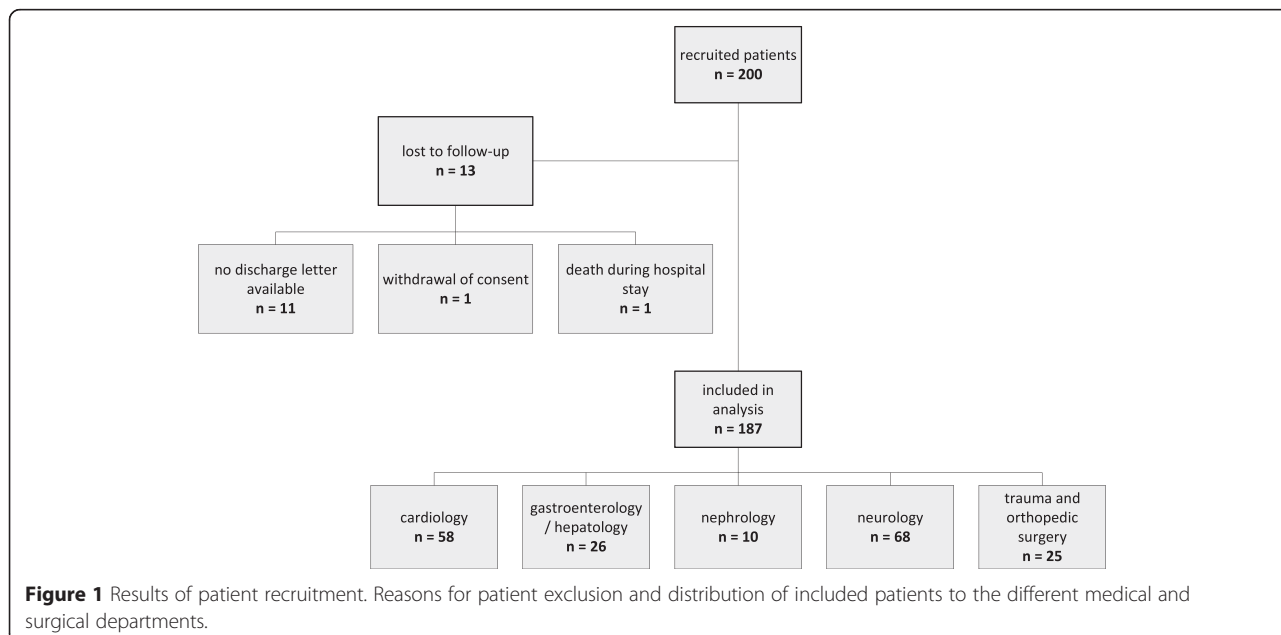 recruited patients
n = 200
lost to follow-up
n = 13
no discharge letter
available
n = 11
withdrawal of consent
n = 1
death during hospital
stay
n = 1
included in
analysis
n = 187
cardiology
n = 58
gastroenterology
/ hepatology
n = 26
nephrology
n = 10
neurology
n = 68
trauma and
orthopedic
surgery
n = 25
Figure 1 Results of patient recruitment. Reasons for patient exclusion and distribution of included patients to the different medical and
surgical departments.